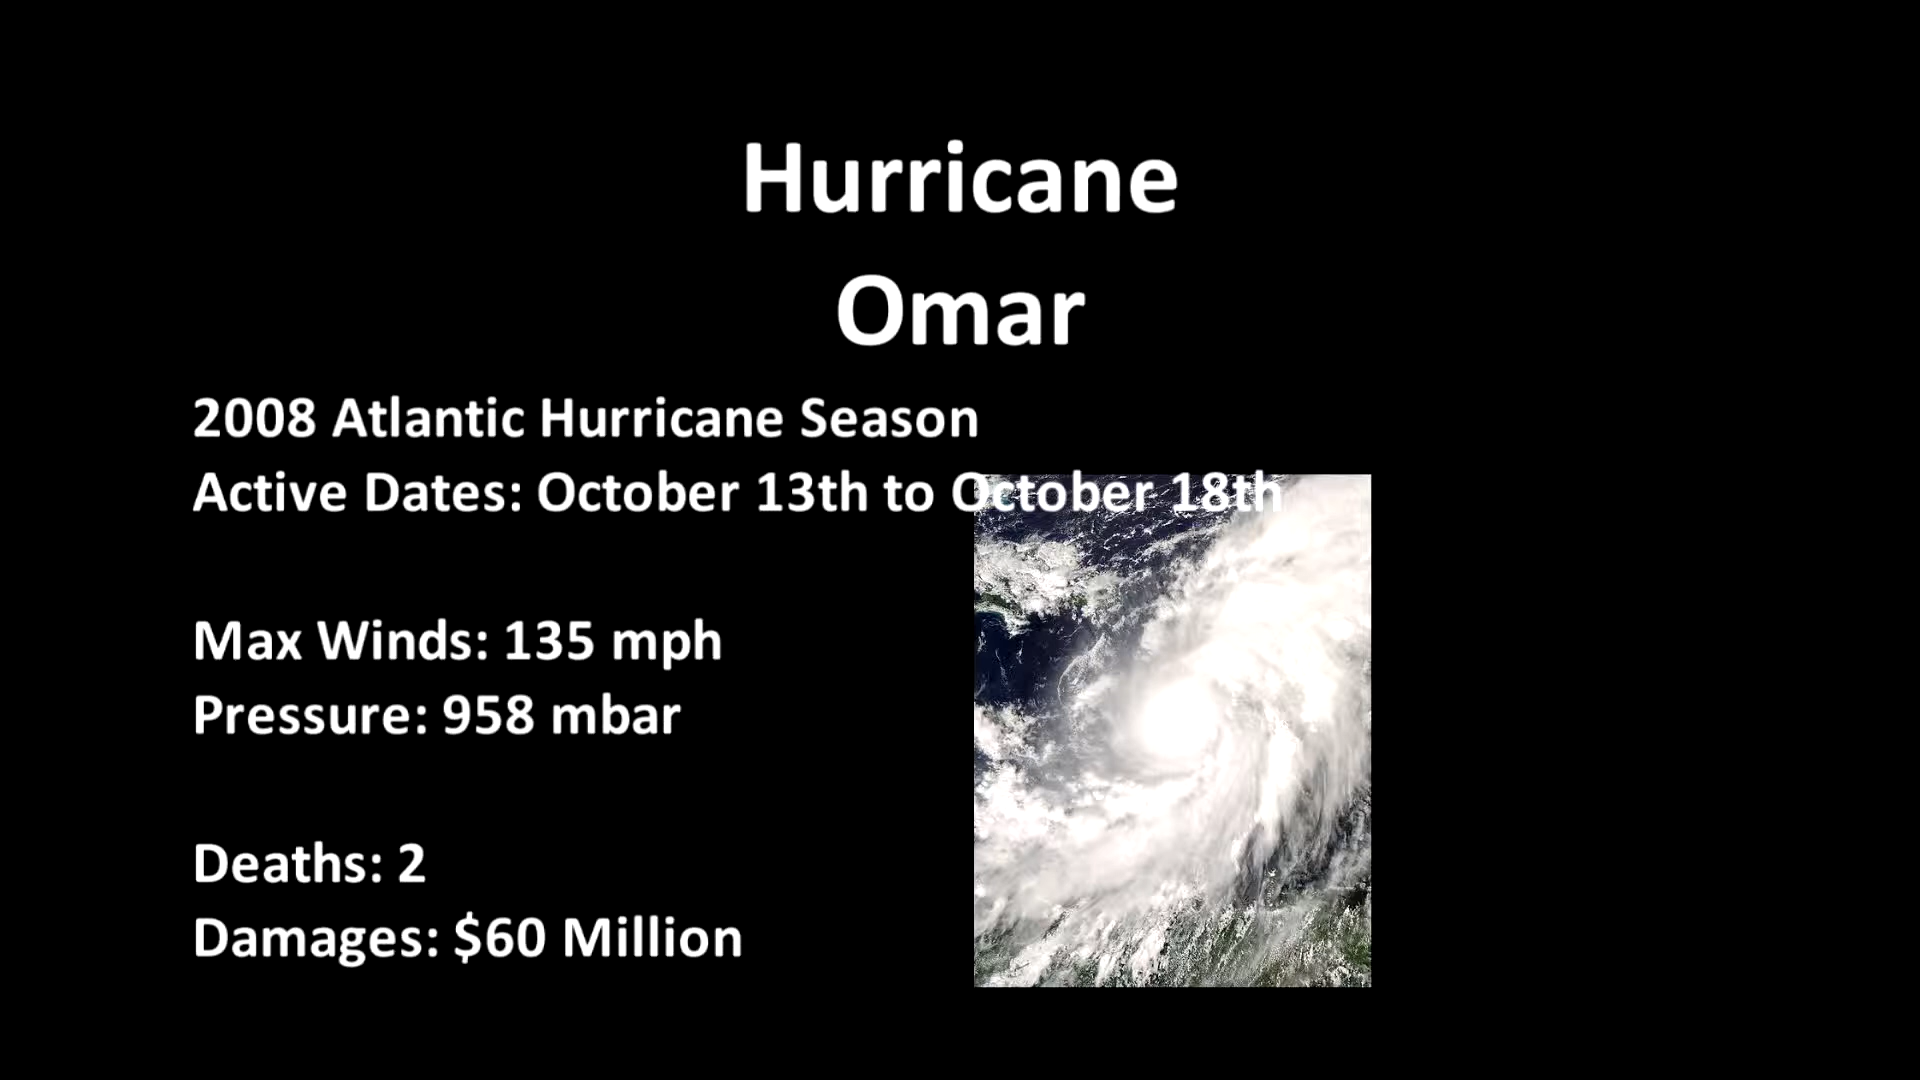 Hurricane
Omar
2008 Atlantic Hurricane Season
Active Dates: October 13th to October 18th
Max Winds: 135 mph
Pressure: 958 mbar
Deaths: 2
Damages: $60 Million